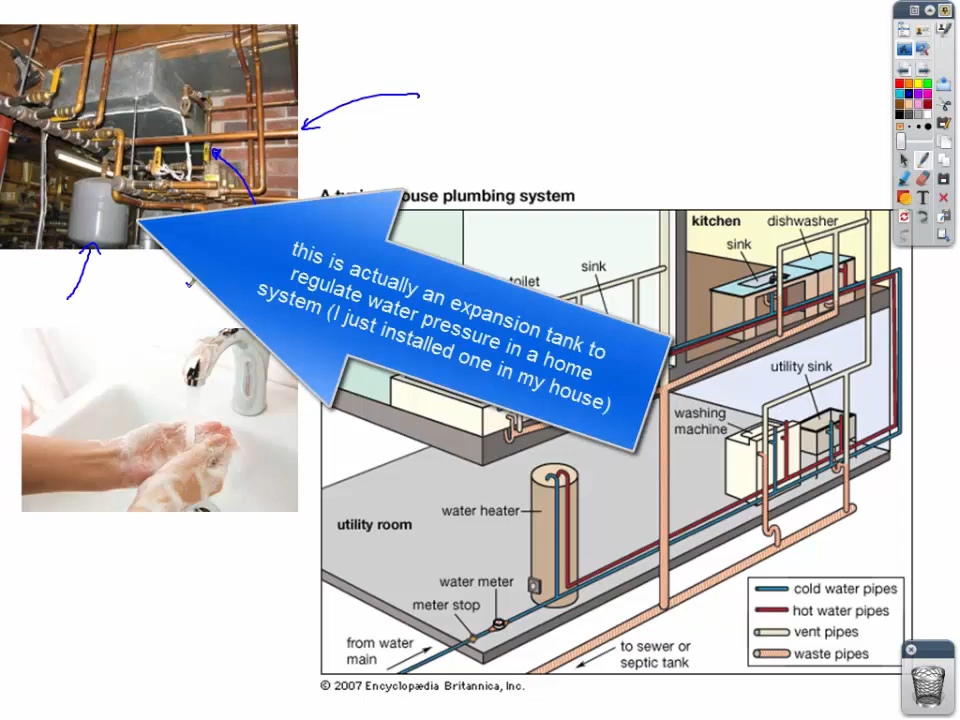 A ty
ouse plumbing system
kitchen
dishwasher
sink
sink
toilet
this is actually an expansion tank to
regulate water pressure in a home
system (I just installed one in my house)
utility sink
washing
machine
water heater
utility room
water meter
meter stop
from water
main
to sewer or
septic tank
cold water pipes
hot water pipes
vent pipes
waste pipes
© 2007 Encyclopædia Britannica, Inc.
T